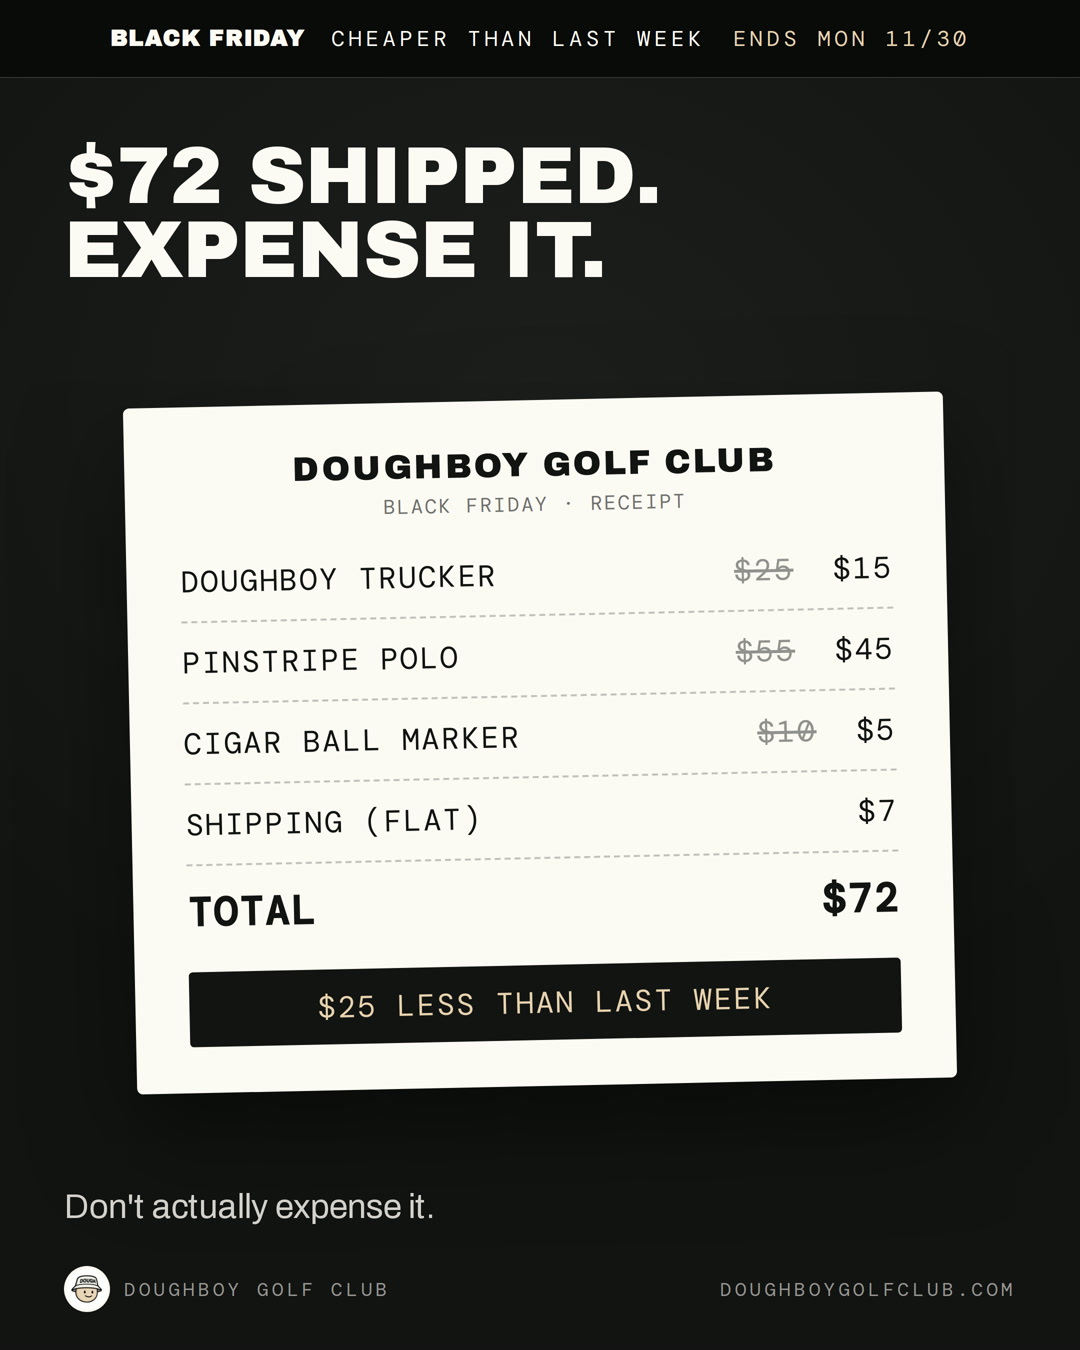 BLACK FRIDAY CHEAPER THAN LAST WEEK ENDS MON 11/30
$72 SHIPPED.
EXPENSE IT.
DOUGHBOY GOLF CLUB
BLACK FRIDAY · RECEIPT
DOUGHBOY TRUCKER $25 $15
PINSTRIPE POLO $55 $45
CIGAR BALL MARKER $10 $5
SHIPPING (FLAT) $7
TOTAL $72
$25 LESS THAN LAST WEEK
Don't actually expense it.
DOUGH
DOUGHBOY GOLF CLUB DOUGHBOYGOLFCLUB.COM